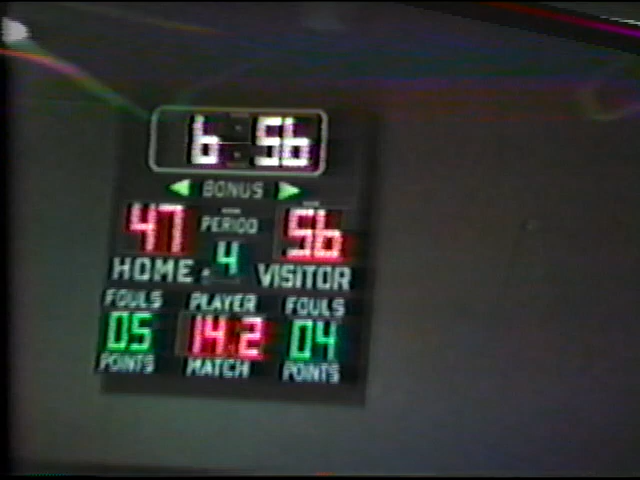 6:56
BONUS
47 PERIOD 56
HOME 4 VISITOR
FOULS PLAYER FOULS
05 14.2 04
POINTS MATCH POINTS